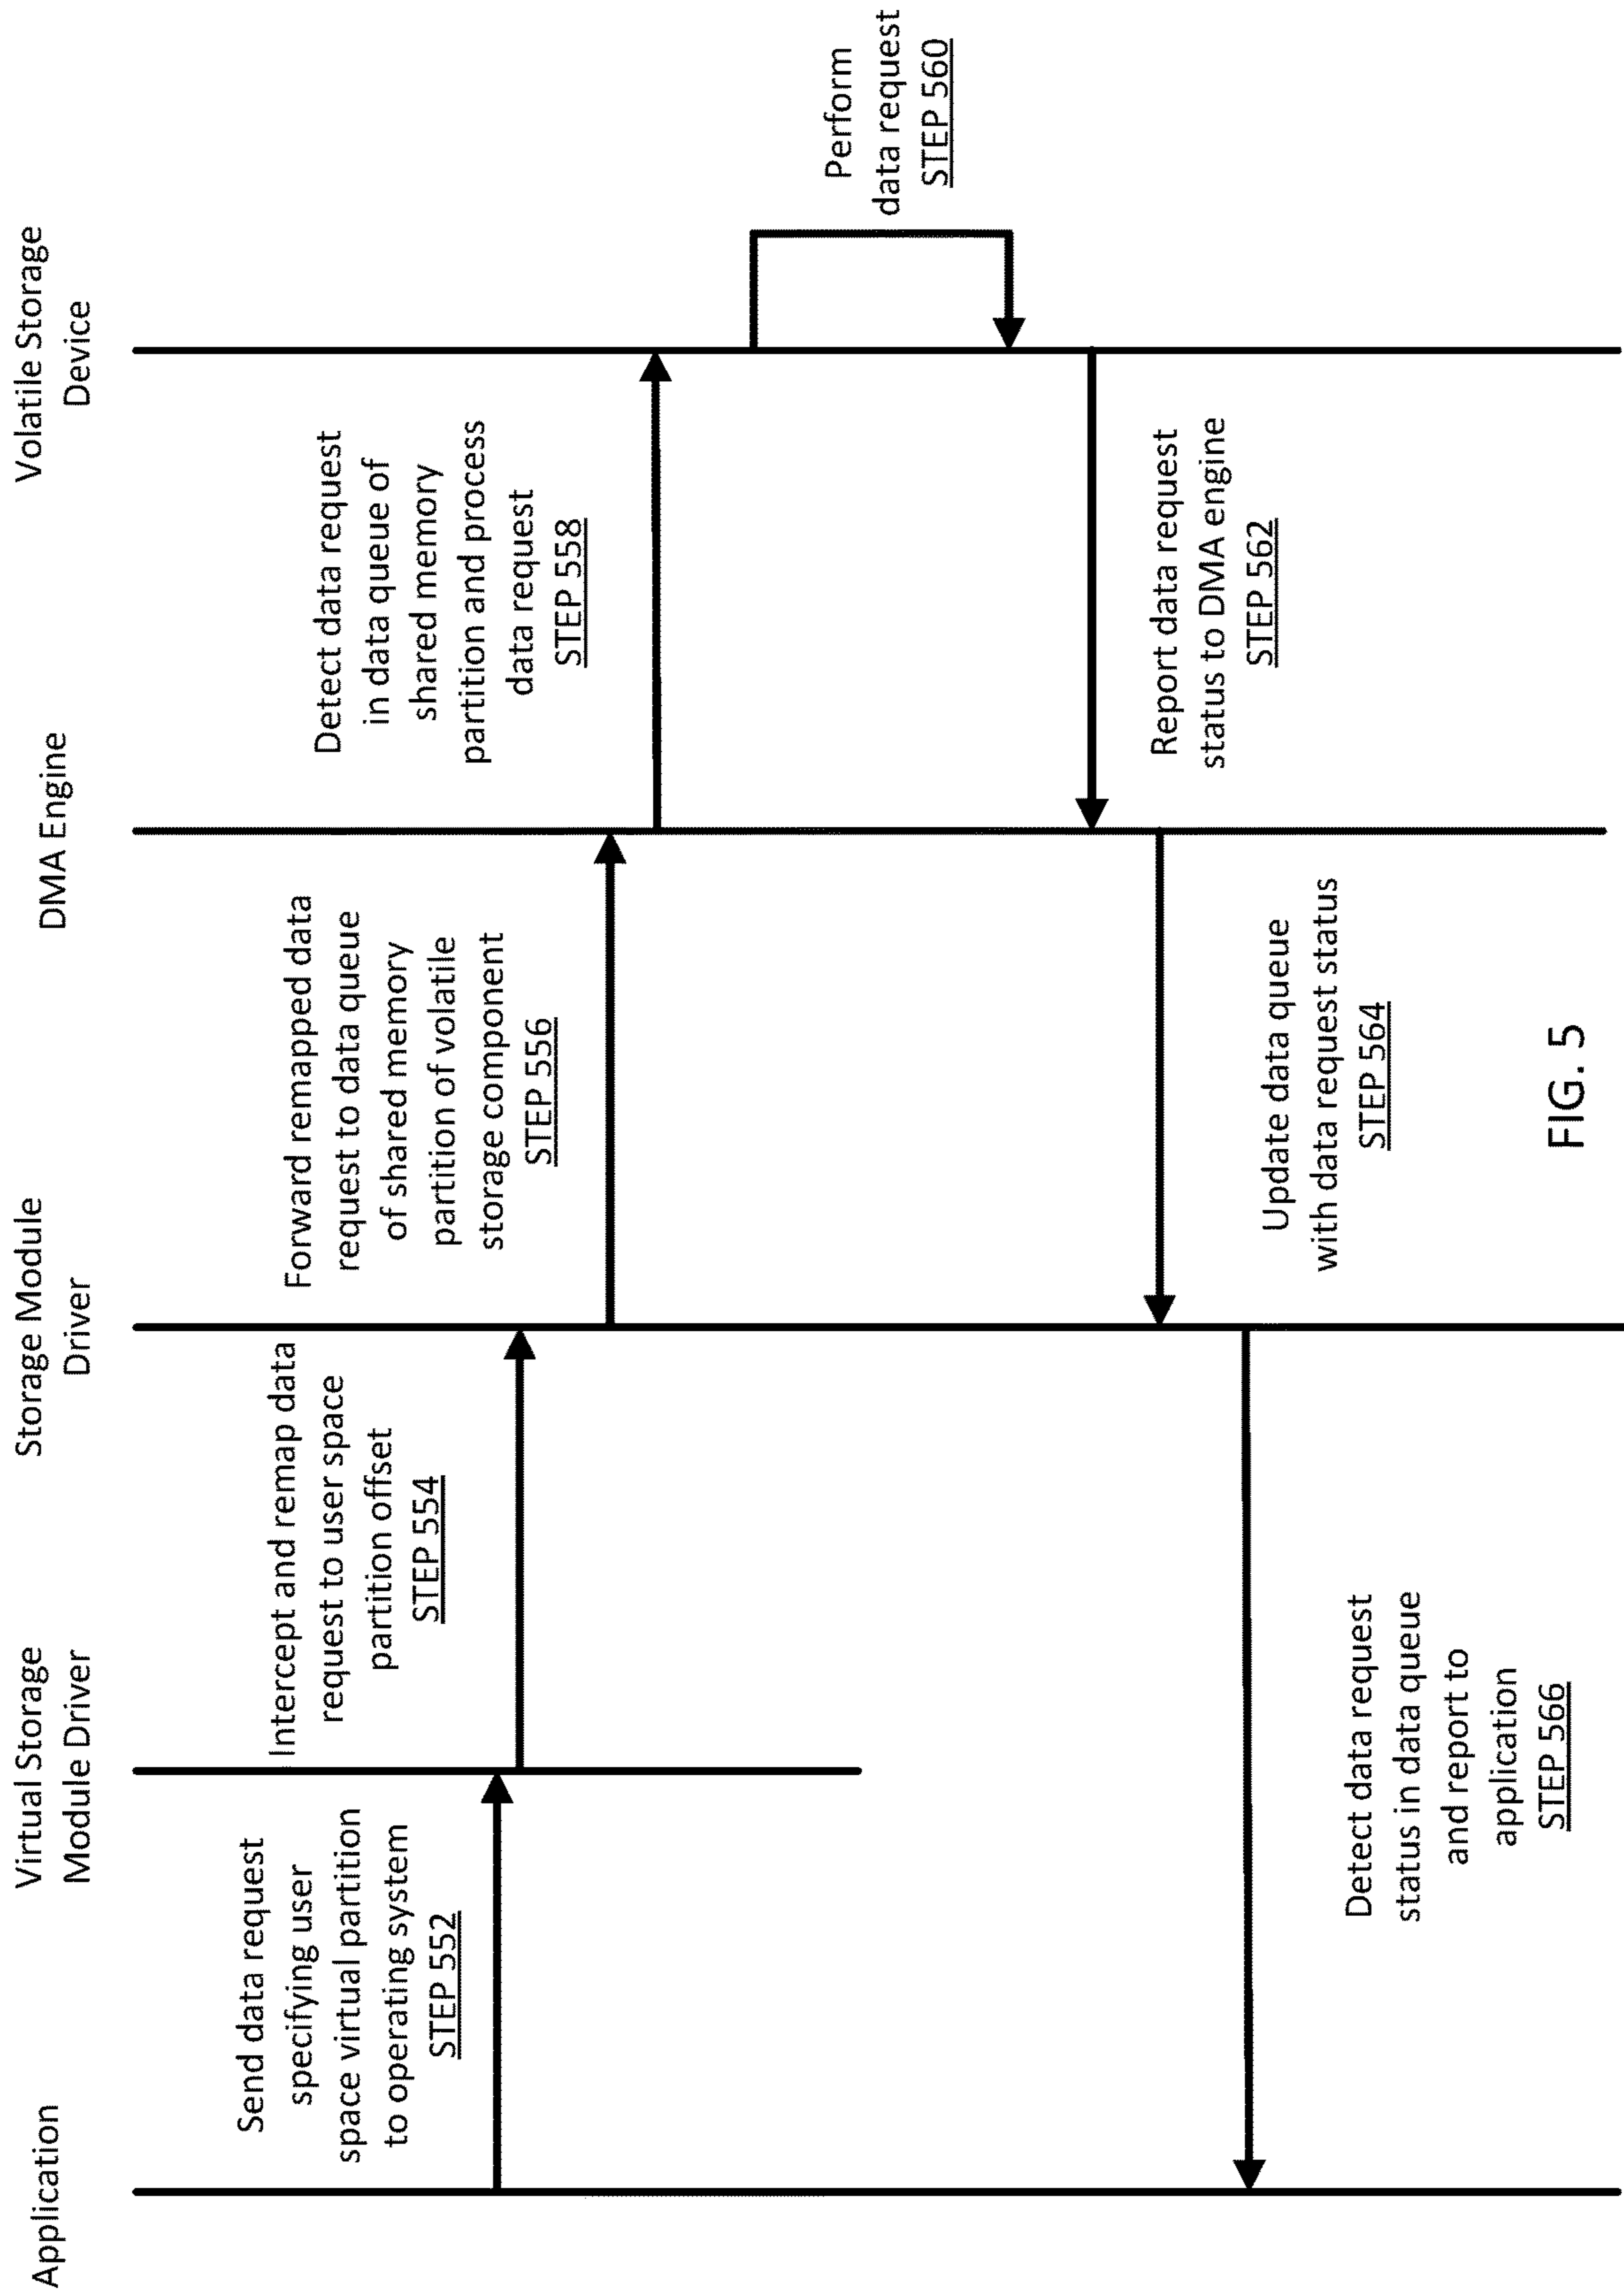 Application
Virtual Storage
Module Driver
Storage Module
Driver
DMA Engine
Volatile Storage
Device
Send data request
specifying user
space virtual partition
to operating system
STEP 552
Intercept and remap data
request to user space
partition offset
STEP 554
Forward remapped data
request to data queue
of shared memory
partition of volatile
storage component
STEP 556
Detect data request
in data queue of
shared memory
partition and process
data request
STEP 558
Perform
data request
STEP 560
Report data request
status to DMA engine
STEP 562
Update data queue
with data request status
STEP 564
Detect data request
status in data queue
and report to
application
STEP 566
FIG. 5